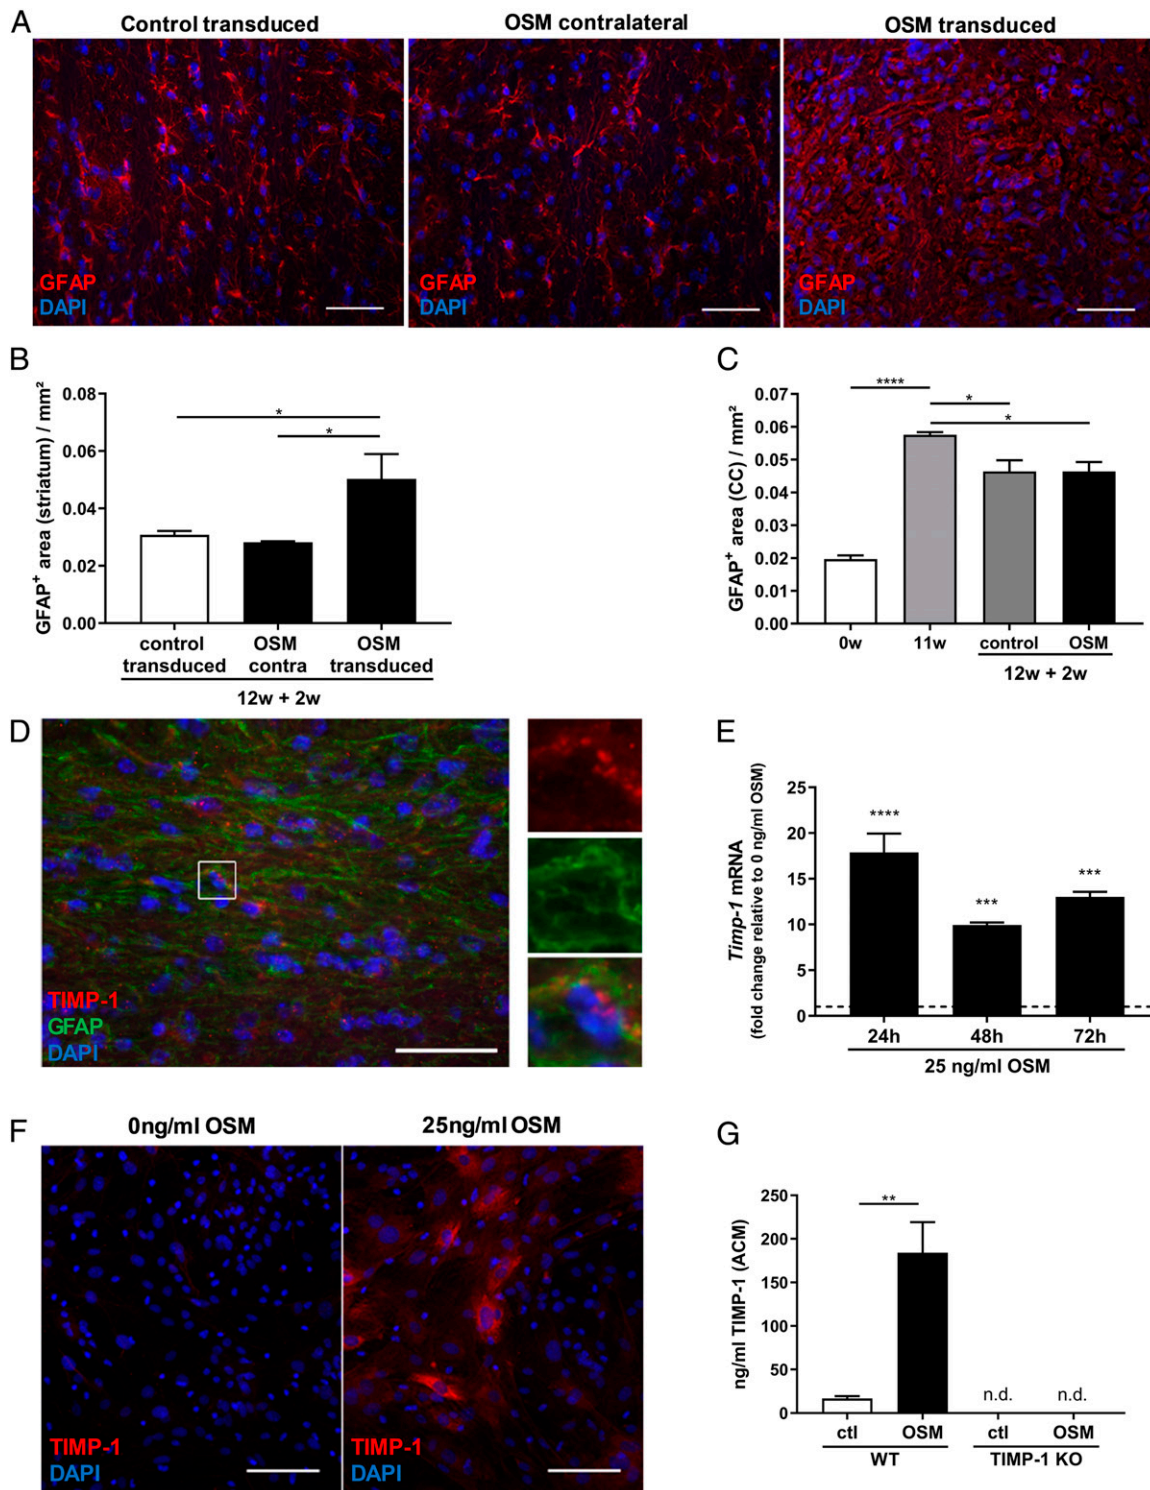 A
Control transduced
OSM contralateral
OSM transduced
GFAP
DAPI
GFAP
DAPI
GFAP
DAPI
B
GFAP⁺ area (striatum) / mm²
0.08
0.06
0.04
0.02
0.00
*
*
control
transduced
OSM
contra
OSM
transduced
12w + 2w
C
GFAP⁺ area (CC) / mm²
0.07
0.06
0.05
0.04
0.03
0.02
0.01
0.00
****
*
*
0w
11w
control
OSM
12w + 2w
D
TIMP-1
GFAP
DAPI
E
Timp-1 mRNA
(fold change relative to 0 ng/ml OSM)
25
20
15
10
5
0
****
***
***
24h
48h
72h
25 ng/ml OSM
F
0ng/ml OSM
25ng/ml OSM
TIMP-1
DAPI
TIMP-1
DAPI
G
ng/ml TIMP-1 (ACM)
250
200
150
100
50
0
**
n.d.
n.d.
ctl
OSM
ctl
OSM
WT
TIMP-1 KO